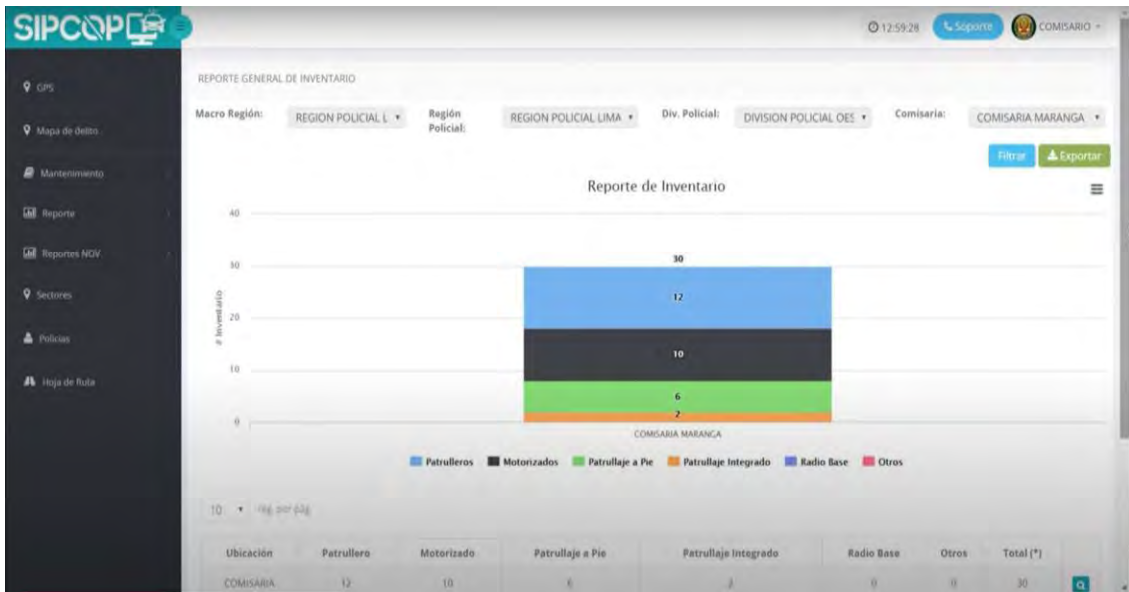 SIPCOP
12:59:28 Soporte COMISARIO
GPS
Mapa de delito
Mantenimiento
Reporte
Reportes NOV
Sectores
Policias
Hoja de Ruta
REPORTE GENERAL DE INVENTARIO
Macro Región: REGION POLICIAL L Región Policial: REGION POLICIAL LIMA Div. Policial: DIVISION POLICIAL OES Comisaria: COMISARIA MARANGA
Filtrar Exportar
Reporte de Inventario
# Inventario
40
30
20
10
0
30
12
10
6
2
COMISARIA MARANGA
Patrulleros Motorizados Patrullaje a Pie Patrullaje Integrado Radio Base Otros
10 reg. por pág.
Ubicación Patrullero Motorizado Patrullaje a Pie Patrullaje Integrado Radio Base Otros Total (*)
COMISARIA 12 10 6 2 0 0 30